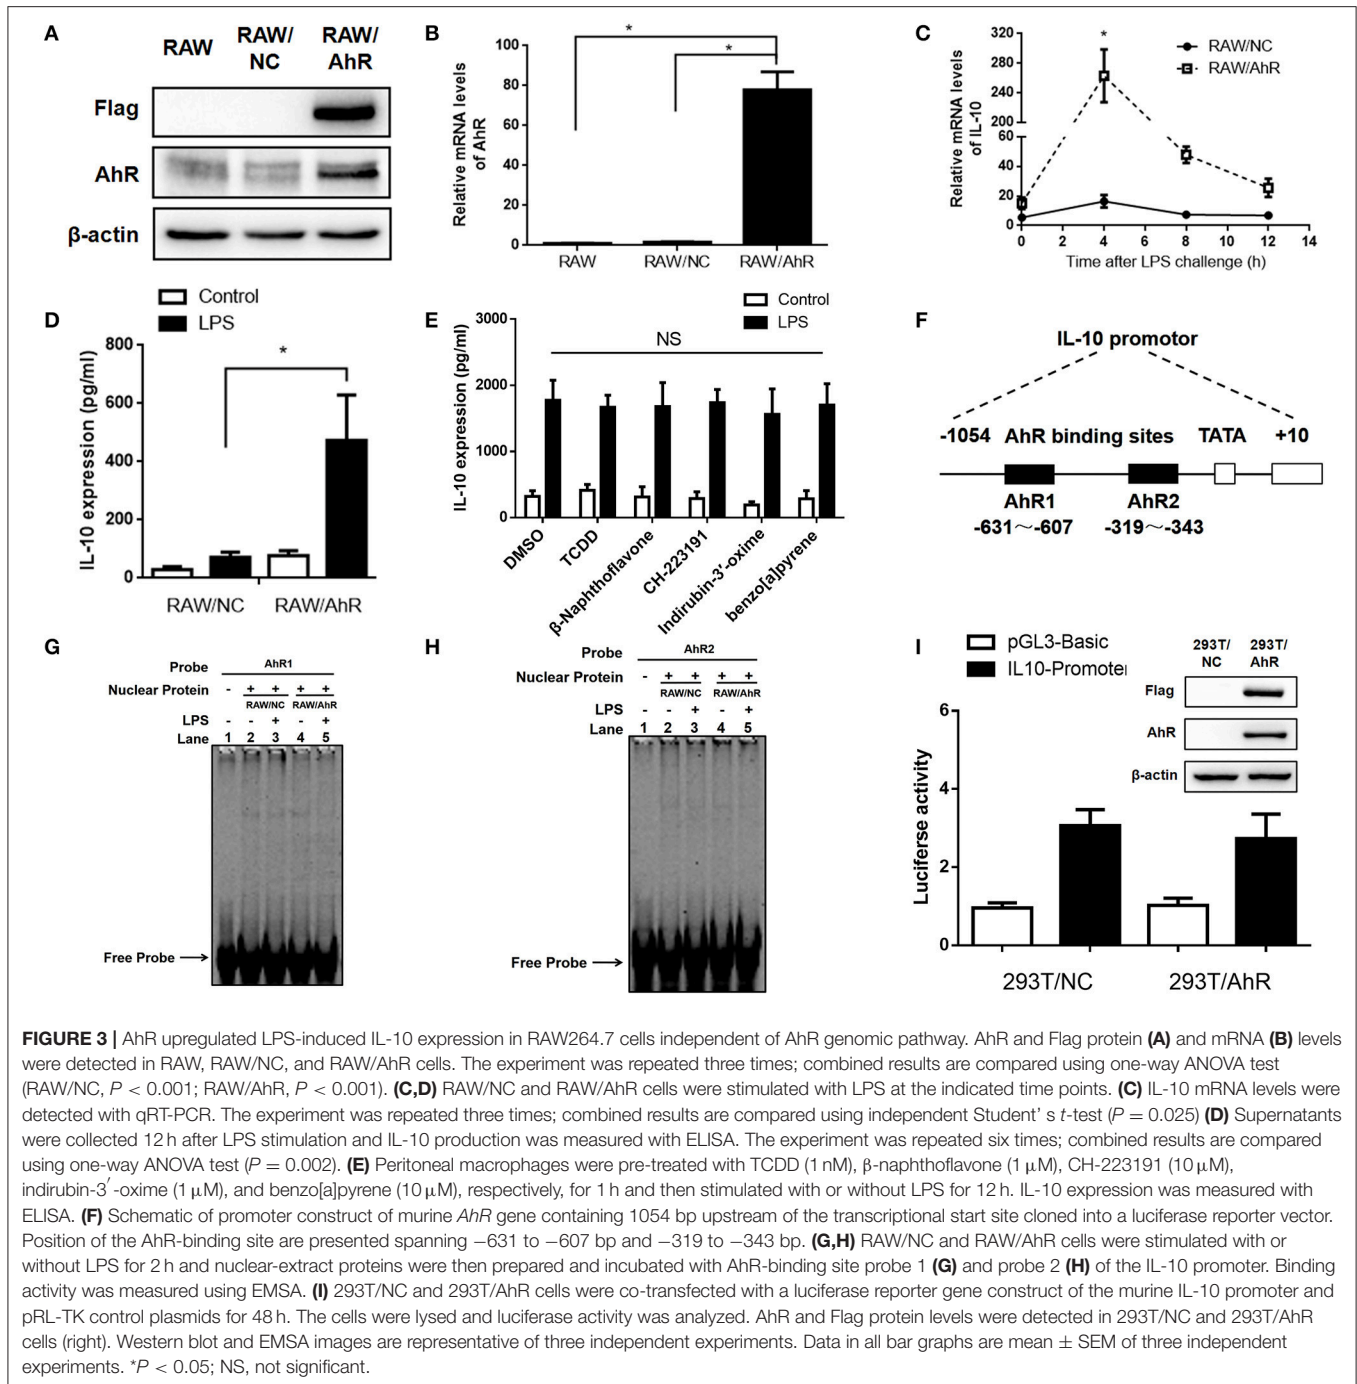 A
RAW
RAW/
NC
RAW/
AhR
Flag
AhR
β-actin
B
Relative mRNA levels
of AhR
100
80
60
40
20
0
*
*
RAW
RAW/NC
RAW/AhR
C
Relative mRNA levels
of IL-10
320
280
240
200
60
40
20
0
*
RAW/NC
RAW/AhR
0 2 4 6 8 10 12 14
Time after LPS challenge (h)
D
Control
LPS
IL-10 expression (pg/ml)
800
600
400
200
0
*
RAW/NC
RAW/AhR
E
Control
LPS
IL-10 expression (pg/ml)
3000
2000
1000
0
NS
DMSO
TCDD
β-Naphthoflavone
CH-223191
Indirubin-3'-oxime
benzo[a]pyrene
F
IL-10 promotor
-1054 AhR binding sites TATA +10
AhR1 AhR2
-631～-607 -319～-343
G
Probe AhR1
Nuclear Protein - + + + +
RAW/NC RAW/AhR
LPS - - + - +
Lane 1 2 3 4 5
Free Probe
H
Probe AhR2
Nuclear Protein - + + + +
RAW/NC RAW/AhR
LPS - - + - +
Lane 1 2 3 4 5
Free Probe
I
pGL3-Basic
IL10-Promoter
293T/
NC
293T/
AhR
Flag
AhR
β-actin
Luciferse activity
6
4
2
0
293T/NC
293T/AhR
FIGURE 3 | AhR upregulated LPS-induced IL-10 expression in RAW264.7 cells independent of AhR genomic pathway. AhR and Flag protein (A) and mRNA (B) levels
were detected in RAW, RAW/NC, and RAW/AhR cells. The experiment was repeated three times; combined results are compared using one-way ANOVA test
(RAW/NC, P < 0.001; RAW/AhR, P < 0.001). (C,D) RAW/NC and RAW/AhR cells were stimulated with LPS at the indicated time points. (C) IL-10 mRNA levels were
detected with qRT-PCR. The experiment was repeated three times; combined results are compared using independent Student' s t-test (P = 0.025) (D) Supernatants
were collected 12 h after LPS stimulation and IL-10 production was measured with ELISA. The experiment was repeated six times; combined results are compared
using one-way ANOVA test (P = 0.002). (E) Peritoneal macrophages were pre-treated with TCDD (1 nM), β-naphthoflavone (1 μM), CH-223191 (10 μM),
indirubin-3′-oxime (1 μM), and benzo[a]pyrene (10 μM), respectively, for 1 h and then stimulated with or without LPS for 12 h. IL-10 expression was measured with
ELISA. (F) Schematic of promoter construct of murine AhR gene containing 1054 bp upstream of the transcriptional start site cloned into a luciferase reporter vector.
Position of the AhR-binding site are presented spanning −631 to −607 bp and −319 to −343 bp. (G,H) RAW/NC and RAW/AhR cells were stimulated with or
without LPS for 2 h and nuclear-extract proteins were then prepared and incubated with AhR-binding site probe 1 (G) and probe 2 (H) of the IL-10 promoter. Binding
activity was measured using EMSA. (I) 293T/NC and 293T/AhR cells were co-transfected with a luciferase reporter gene construct of the murine IL-10 promoter and
pRL-TK control plasmids for 48 h. The cells were lysed and luciferase activity was analyzed. AhR and Flag protein levels were detected in 293T/NC and 293T/AhR
cells (right). Western blot and EMSA images are representative of three independent experiments. Data in all bar graphs are mean ± SEM of three independent
experiments. *P < 0.05; NS, not significant.